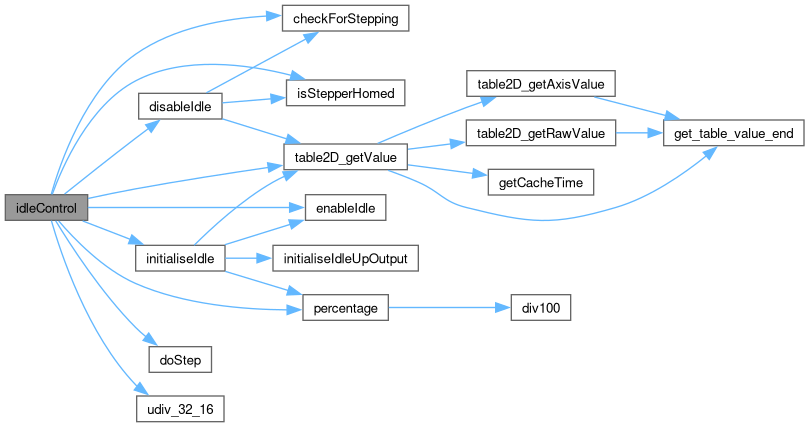 checkForStepping
isStepperHomed
disableIdle
table2D_getAxisValue
table2D_getRawValue
get_table_value_end
table2D_getValue
getCacheTime
idleControl
enableIdle
initialiseIdle
initialiseIdleUpOutput
percentage
div100
doStep
udiv_32_16